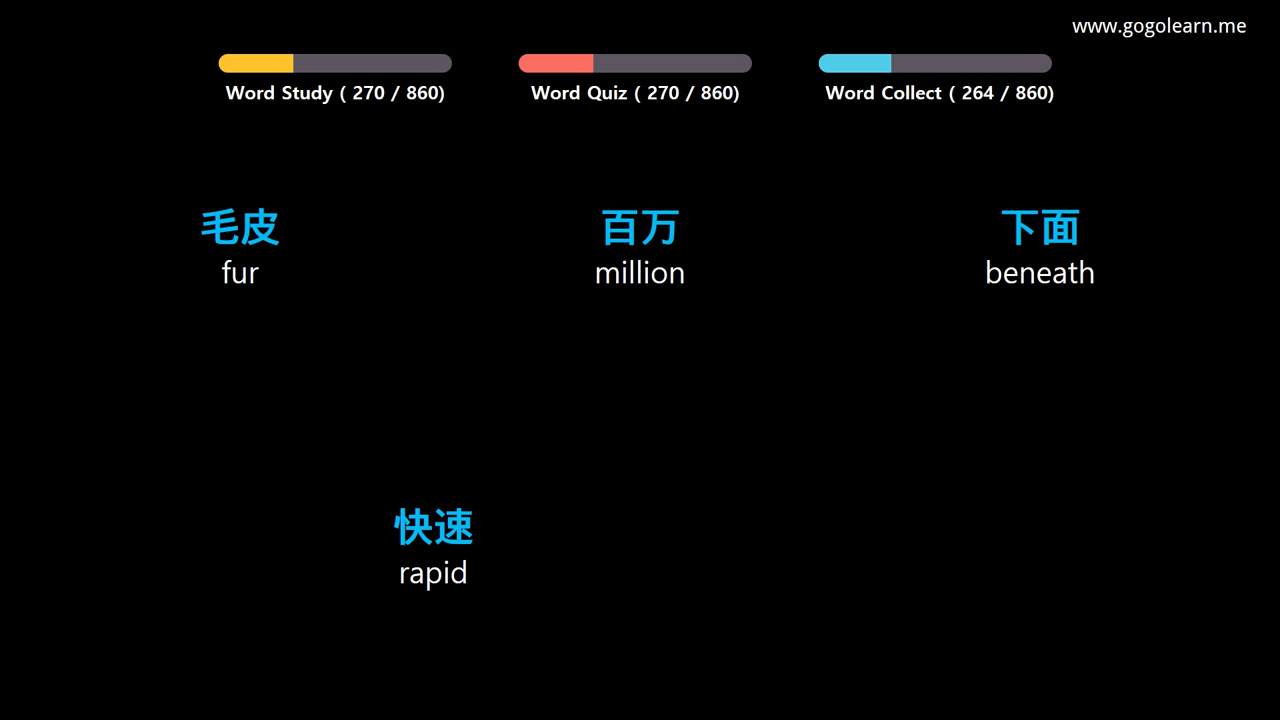 www.gogolearn.me
Word Study ( 270 / 860)
Word Quiz ( 270 / 860)
Word Collect ( 264 / 860)
毛皮
fur
百万
million
下面
beneath
快速
rapid